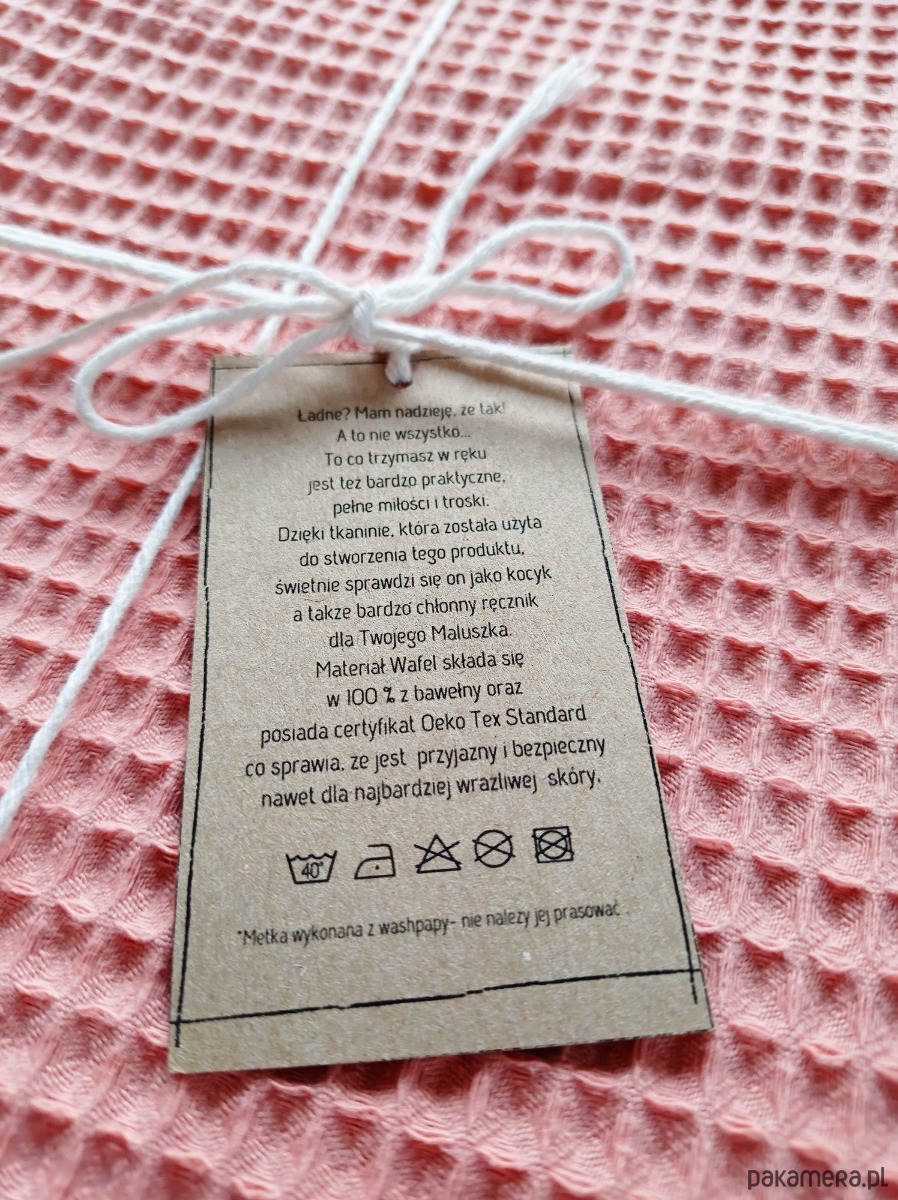 Ładne? Mam nadzieję, że tak!
A to nie wszystko...
To co trzymasz w ręku
jest też bardzo praktyczne,
pełne miłości i troski.
Dzięki tkaninie, która została użyta
do stworzenia tego produktu,
świetnie sprawdzi się on jako kocyk
a także bardzo chłonny ręcznik
dla Twojego Maluszka.
Materiał Wafel składa się
w 100 % z bawełny oraz
posiada certyfikat Oeko Tex Standard
co sprawia, że jest przyjazny i bezpieczny
nawet dla najbardziej wrażliwej skóry.
40°
*Metka wykonana z washpapy- nie należy jej prasować .
pakamera.pl